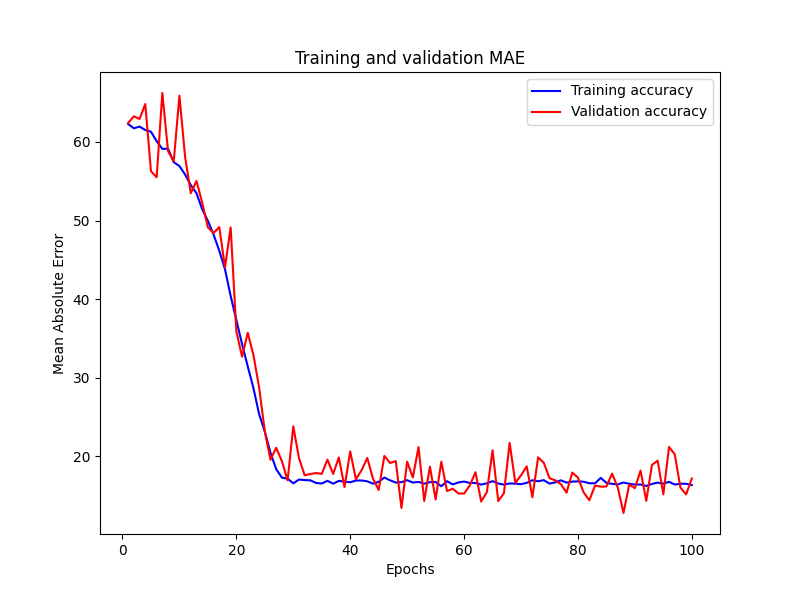 Training and validation MAE
Training accuracy
Validation accuracy
Mean Absolute Error
60
50
40
30
20
0
20
40
60
80
100
Epochs